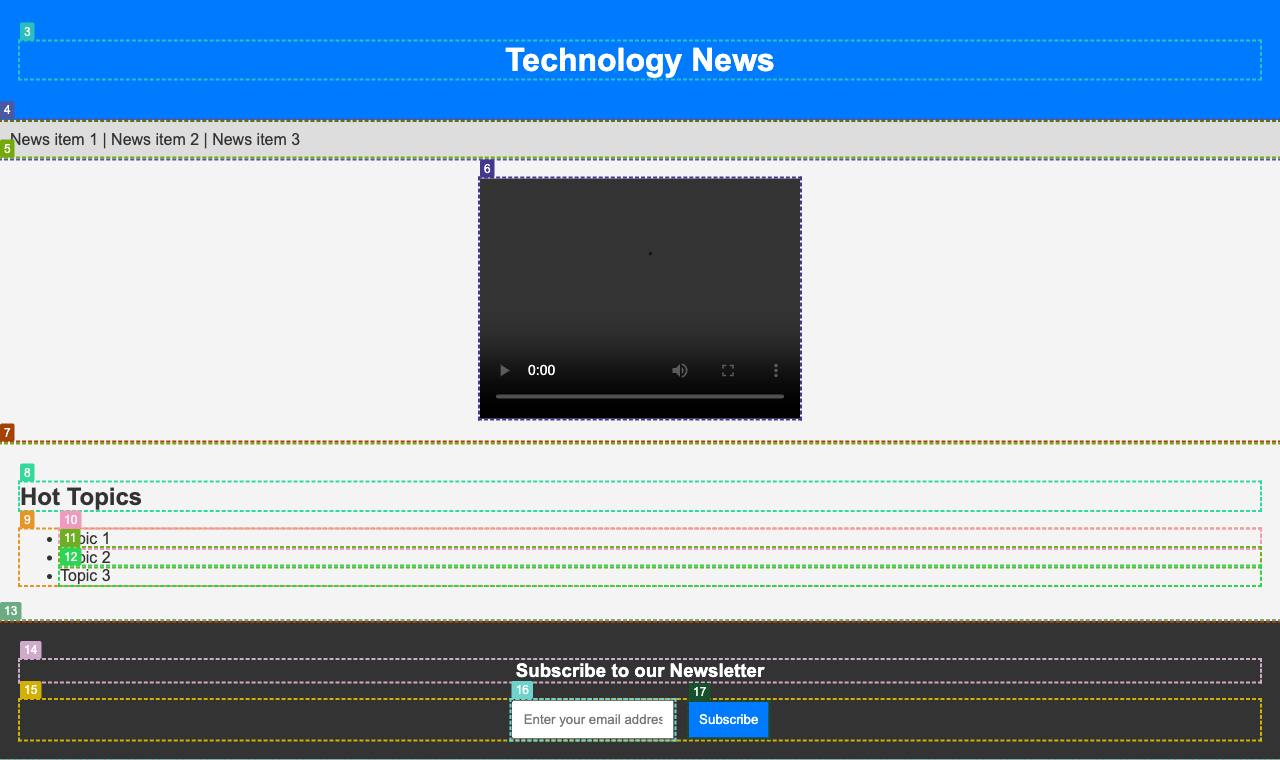 3
Technology News
4
News item 1 | News item 2 | News item 3
5
6
0:00
7
8
Hot Topics
9
10
Topic 1
11
Topic 2
12
Topic 3
13
14
Subscribe to our Newsletter
15
16
17
Enter your email addres
Subscribe